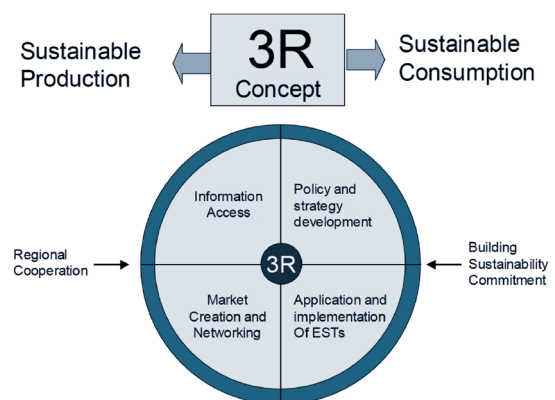 Sustainable
Production
3R
Concept
Sustainable
Consumption
Information
Access
Policy and
strategy
development
Regional
Cooperation
3R
Building
Sustainability
Commitment
Market
Creation and
Networking
Application and
implementation
Of ESTs